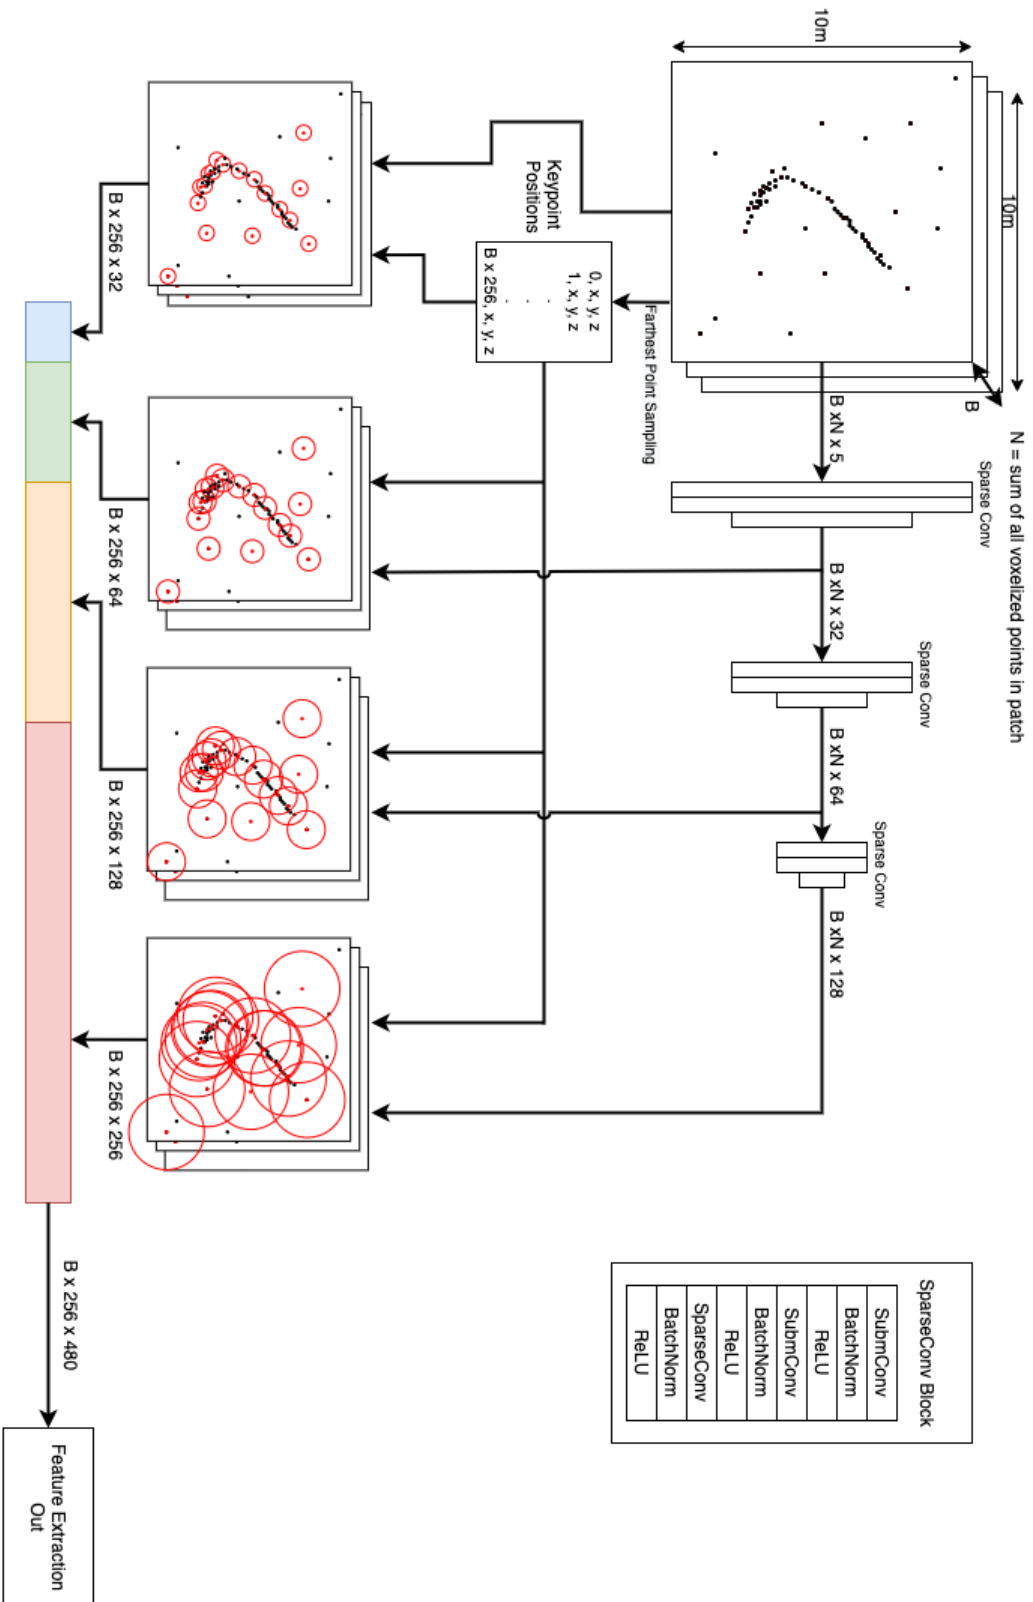 10m
10m
B
N = sum of all voxelized points in patch
B xN x 5
Sparse Conv
B xN x 32
Sparse Conv
B xN x 64
Sparse Conv
B xN x 128
Farthest Point Sampling
Keypoint
Positions
0, x, y, z
1, x, y, z
.
.
B x 256, x, y, z
SparseConv Block
SubmConv
BatchNorm
ReLU
SubmConv
BatchNorm
ReLU
SparseConv
BatchNorm
ReLU
B x 256 x 32
B x 256 x 64
B x 256 x 128
B x 256 x 256
B x 256 x 480
Feature Extraction
Out